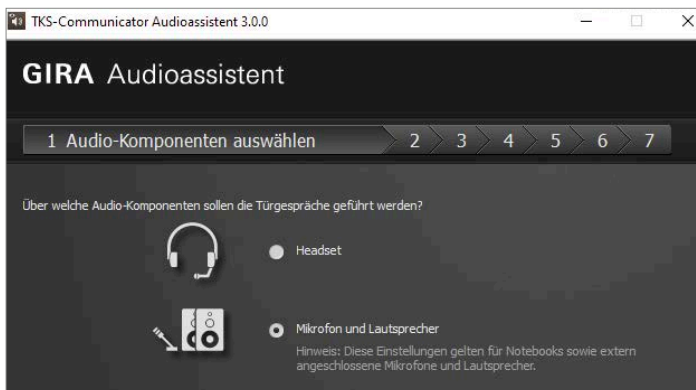 TKS-Communicator Audioassistent 3.0.0
GIRA Audioassistent
1 Audio-Komponenten auswählen 2 3 4 5 6 7
Über welche Audio-Komponenten sollen die Türgespräche geführt werden?
Headset
Mikrofon und Lautsprecher
Hinweis: Diese Einstellungen gelten für Notebooks sowie extern
angeschlossene Mikrofone und Lautsprecher.